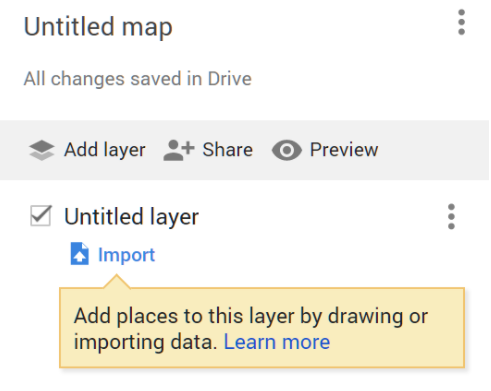 Untitled map
All changes saved in Drive
Add layer Share Preview
Untitled layer
Import
Add places to this layer by drawing or
importing data. Learn more